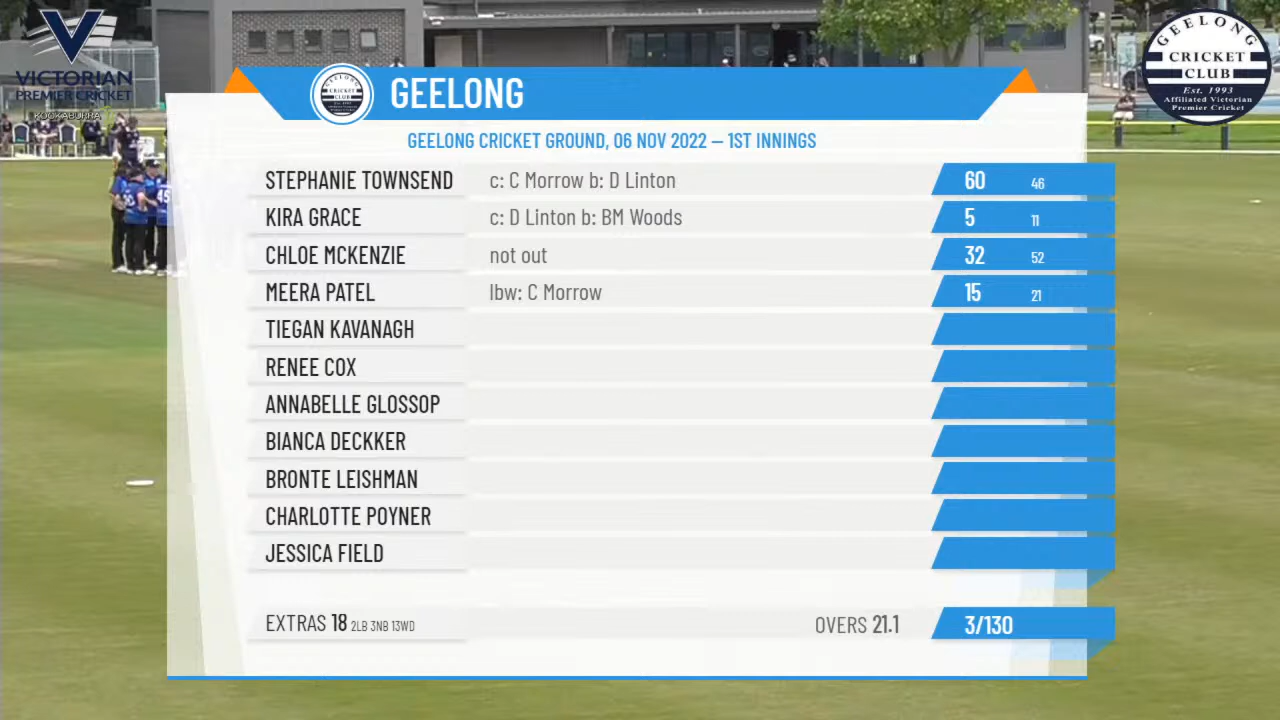 VICTORIAN
PREMIER CRICKET
KOOKABURRA
GEELONG
CRICKET
CLUB
Est. 1993
Affiliated Victorian
Premier Cricket
GEELONG
GEELONG CRICKET GROUND, 06 NOV 2022 – 1ST INNINGS
STEPHANIE TOWNSEND c: C Morrow b: D Linton 60 46
KIRA GRACE c: D Linton b: BM Woods 5 11
CHLOE MCKENZIE not out 32 52
MEERA PATEL lbw: C Morrow 15 21
TIEGAN KAVANAGH
RENEE COX
ANNABELLE GLOSSOP
BIANCA DECKKER
BRONTE LEISHMAN
CHARLOTTE POYNER
JESSICA FIELD
EXTRAS 18 2LB 3NB 13WD OVERS 21.1 3/130